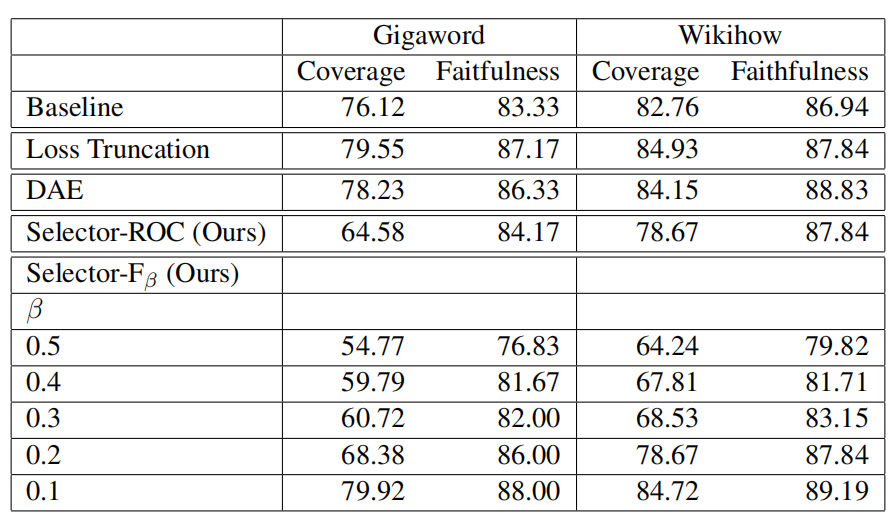 Gigaword Wikihow
Coverage Faitfulness Coverage Faithfulness
Baseline 76.12 83.33 82.76 86.94
Loss Truncation 79.55 87.17 84.93 87.84
DAE 78.23 86.33 84.15 88.83
Selector-ROC (Ours) 64.58 84.17 78.67 87.84
Selector-Fβ (Ours)
β
0.5 54.77 76.83 64.24 79.82
0.4 59.79 81.67 67.81 81.71
0.3 60.72 82.00 68.53 83.15
0.2 68.38 86.00 78.67 87.84
0.1 79.92 88.00 84.72 89.19